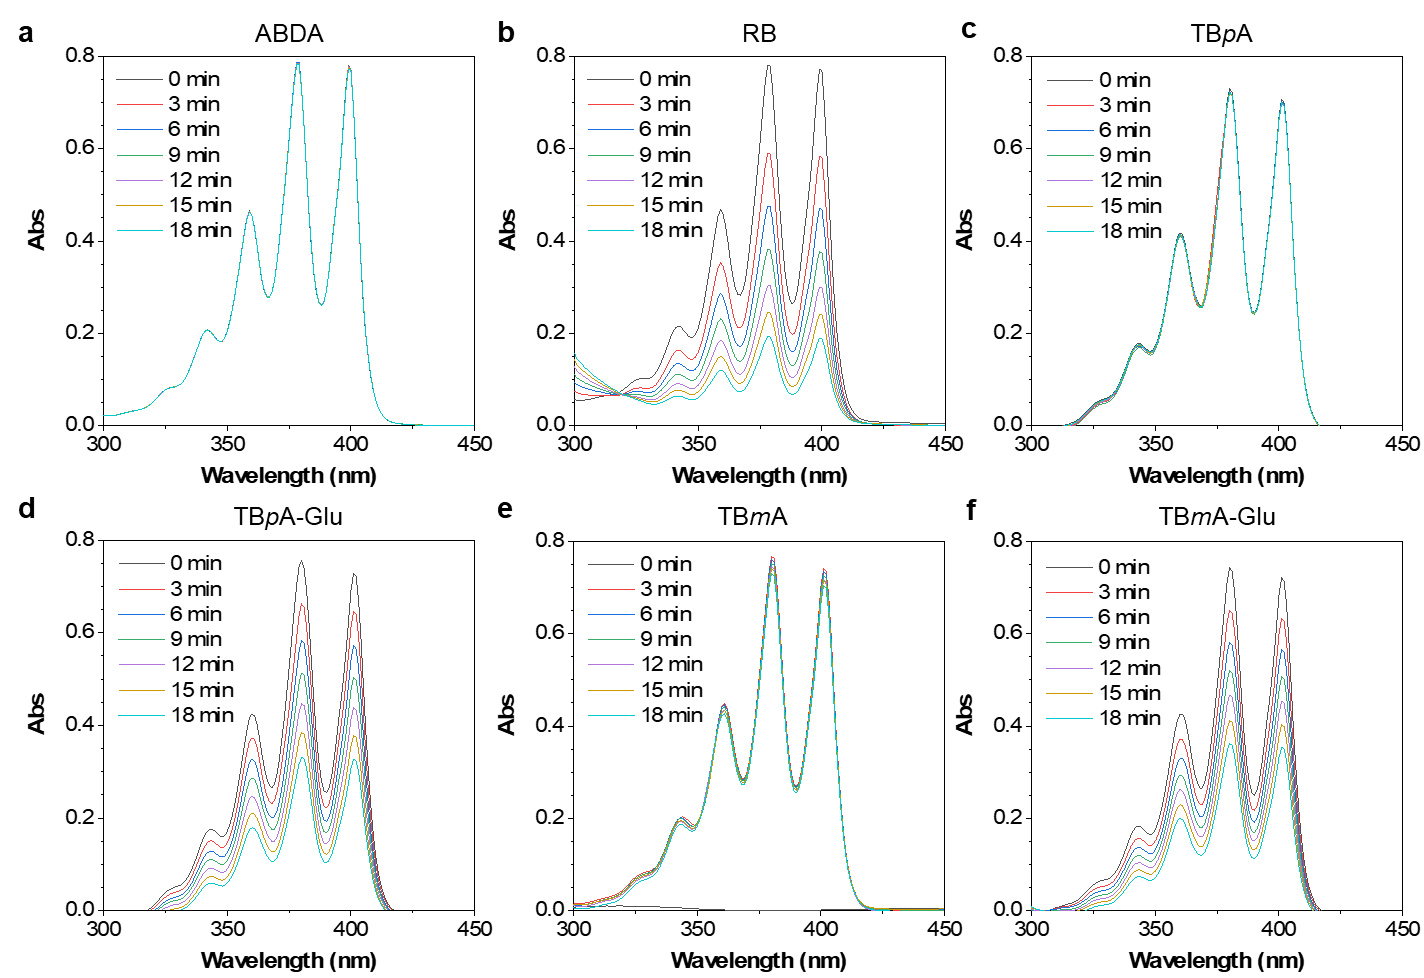 a
ABDA
0.8
0.6
0.4
0.2
0.0
Abs
0 min
3 min
6 min
9 min
12 min
15 min
18 min
300
350
400
450
Wavelength (nm)
b
RB
0.8
0.6
0.4
0.2
0.0
Abs
0 min
3 min
6 min
9 min
12 min
15 min
18 min
300
350
400
450
Wavelength (nm)
c
TBpA
0.8
0.6
0.4
0.2
0.0
Abs
0 min
3 min
6 min
9 min
12 min
15 min
18 min
300
350
400
450
Wavelength (nm)
d
TBpA-Glu
0.8
0.6
0.4
0.2
0.0
Abs
0 min
3 min
6 min
9 min
12 min
15 min
18 min
300
350
400
450
Wavelength (nm)
e
TBmA
0.8
0.6
0.4
0.2
0.0
Abs
0 min
3 min
6 min
9 min
12 min
15 min
18 min
300
350
400
450
Wavelength (nm)
f
TBmA-Glu
0.8
0.6
0.4
0.2
0.0
Abs
0 min
3 min
6 min
9 min
12 min
15 min
18 min
300
350
400
450
Wavelength (nm)